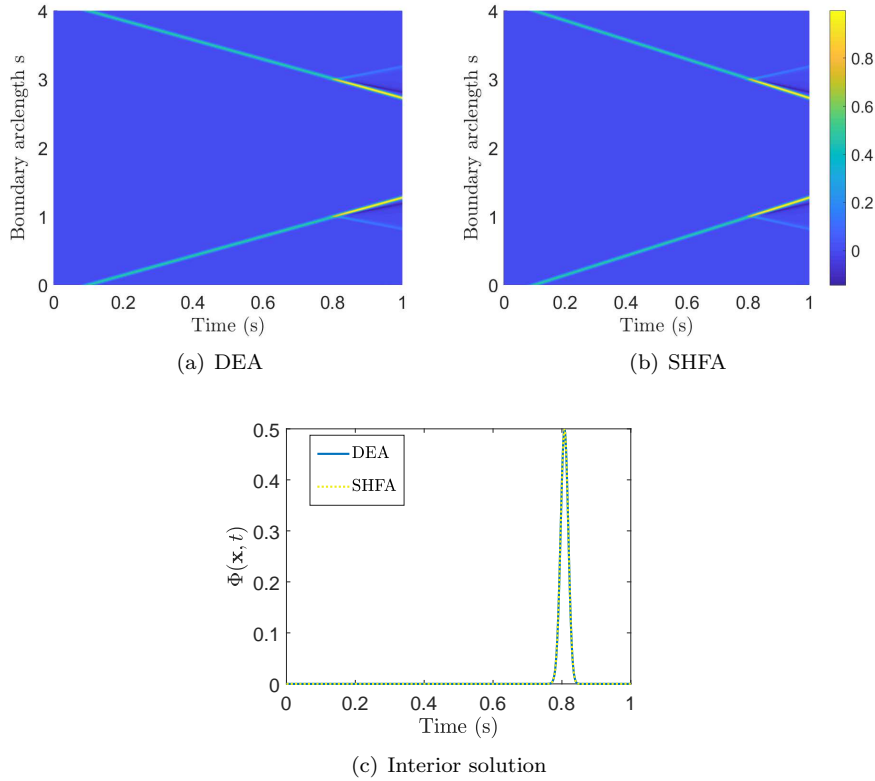 4
3
2
1
0
Boundary arclength s
0 0.2 0.4 0.6 0.8 1
Time (s)
(a) DEA
4
3
2
1
0
Boundary arclength s
0 0.2 0.4 0.6 0.8 1
Time (s)
(b) SHFA
0.8
0.6
0.4
0.2
0
0.5
0.4
0.3
0.2
0.1
0
Φ(x, t)
DEA
SHFA
0 0.2 0.4 0.6 0.8 1
Time (s)
(c) Interior solution